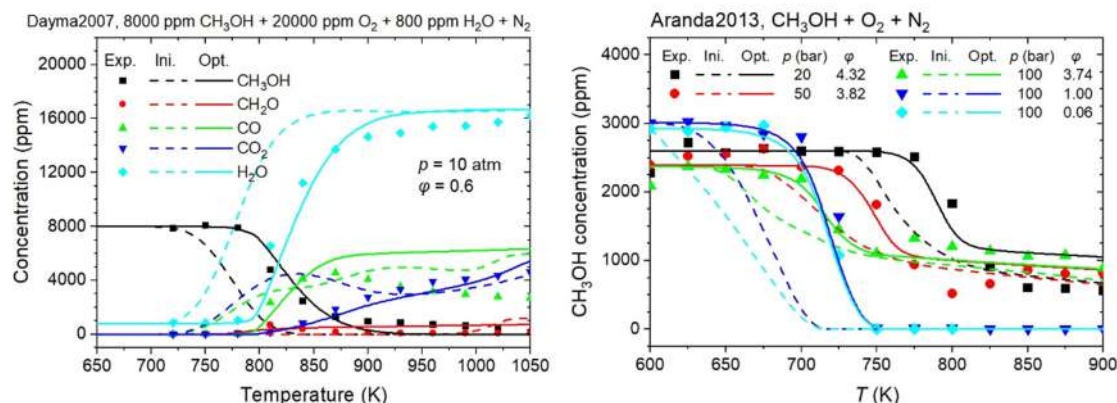 Dayma2007, 8000 ppm CH₃OH + 20000 ppm O₂ + 800 ppm H₂O + N₂
Concentration (ppm)
20000
16000
12000
8000
4000
0
Exp. Ini. Opt.
CH₃OH
CH₂O
CO
CO₂
H₂O
p = 10 atm
φ = 0.6
650 700 750 800 850 900 950 1000 1050
Temperature (K)
Aranda2013, CH₃OH + O₂ + N₂
CH₃OH concentration (ppm)
4000
3000
2000
1000
0
Exp. Ini. Opt. p (bar) φ
20 4.32
50 3.82
Exp. Ini. Opt. p (bar) φ
100 3.74
100 1.00
100 0.06
600 650 700 750 800 850 900
T (K)